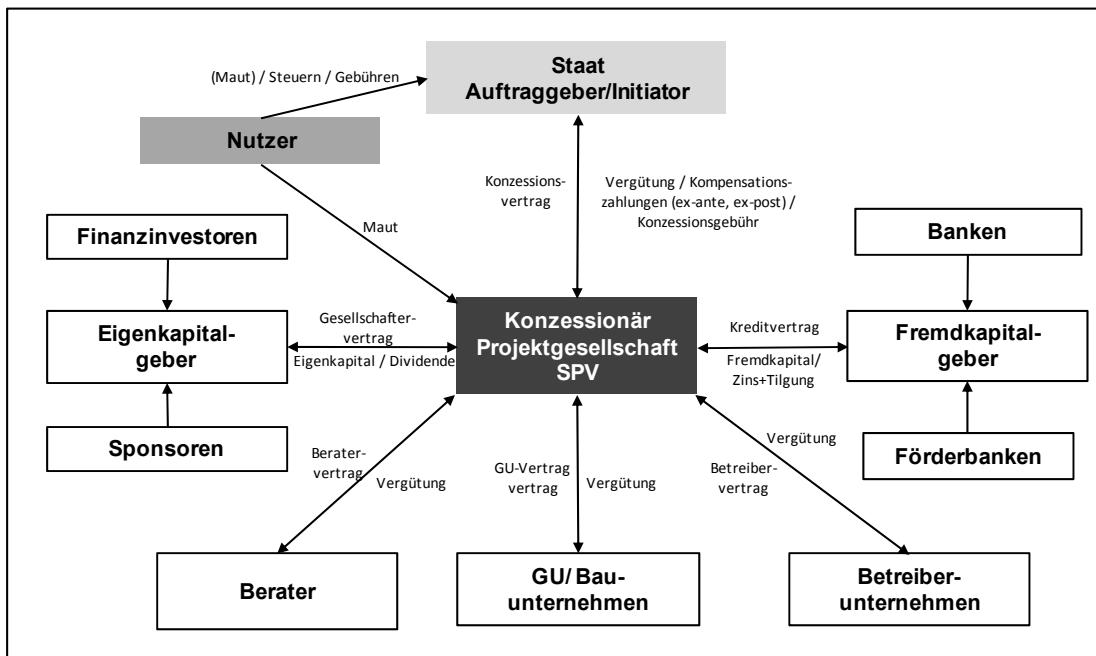 (Maut) / Steuern / Gebühren
Staat
Auftraggeber/Initiator
Nutzer
Konzessions-
vertrag
Vergütung / Kompensations-
zahlungen (ex-ante, ex-post) /
Konzessionsgebühr
Maut
Finanzinvestoren
Banken
Eigenkapital-
geber
Gesellschafter-
vertrag
Eigenkapital / Dividende
Konzessionär
Projektgesellschaft
SPV
Kreditvertrag
Fremdkapital/
Zins+Tilgung
Fremdkapital-
geber
Sponsoren
Förderbanken
Berater-
vertrag
Vergütung
GU-Vertrag
vertrag
Vergütung
Betreiber-
vertrag
Vergütung
Berater
GU/ Bau-
unternehmen
Betreiber-
unternehmen